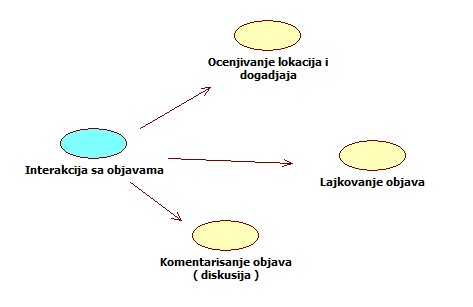 Ocenjivanje lokacija i
dogadjaja
Interakcija sa objavama
Lajkovanje objava
Komentarisanje objava
( diskusija )